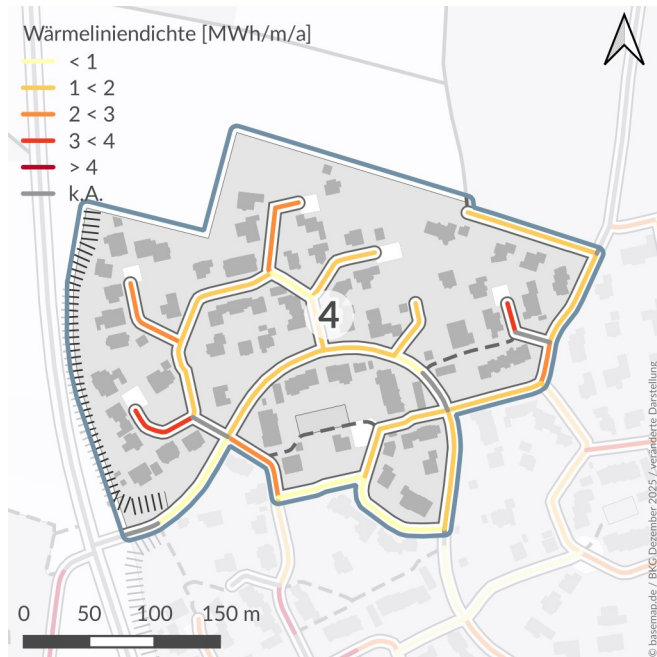 Wärmeliniendichte [MWh/m/a]
< 1
1 < 2
2 < 3
3 < 4
> 4
k.A.
4
0 50 100 150 m
© basemap.de / BKG Dezember 2025 / veränderte Darstellung